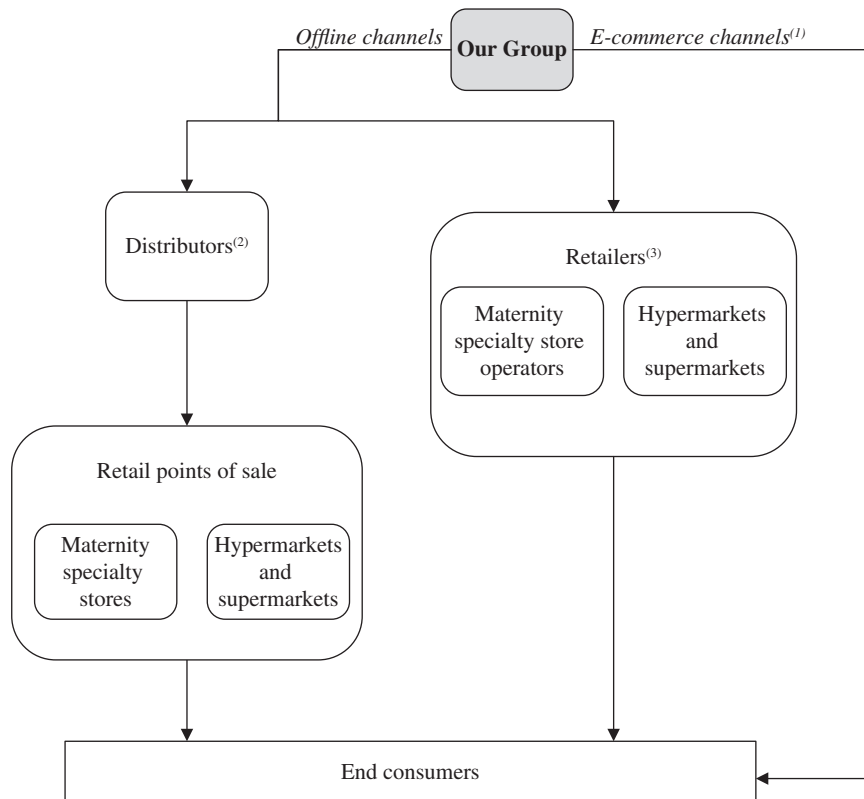 Offline channels
Our Group
E-commerce channels(1)
Distributors(2)
Retailers(3)
Maternity
specialty store
operators
Hypermarkets
and
supermarkets
Retail points of sale
Maternity
specialty
stores
Hypermarkets
and
supermarkets
End consumers